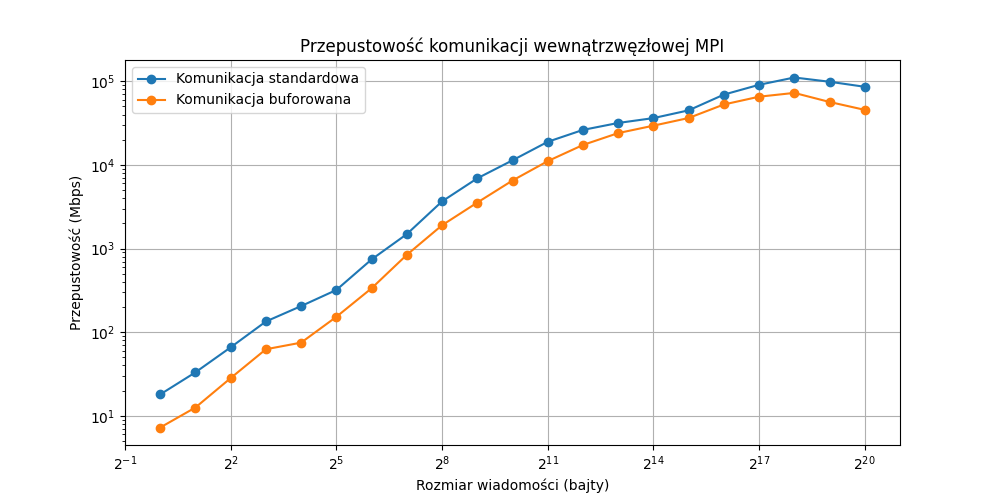 Przepustowość komunikacji wewnątrzwęzłowej MPI
Komunikacja standardowa
Komunikacja buforowana
Przepustowość (Mbps)
10⁵
10⁴
10³
10²
10¹
2⁻¹ 2² 2⁵ 2⁸ 2¹¹ 2¹⁴ 2¹⁷ 2²⁰
Rozmiar wiadomości (bajty)